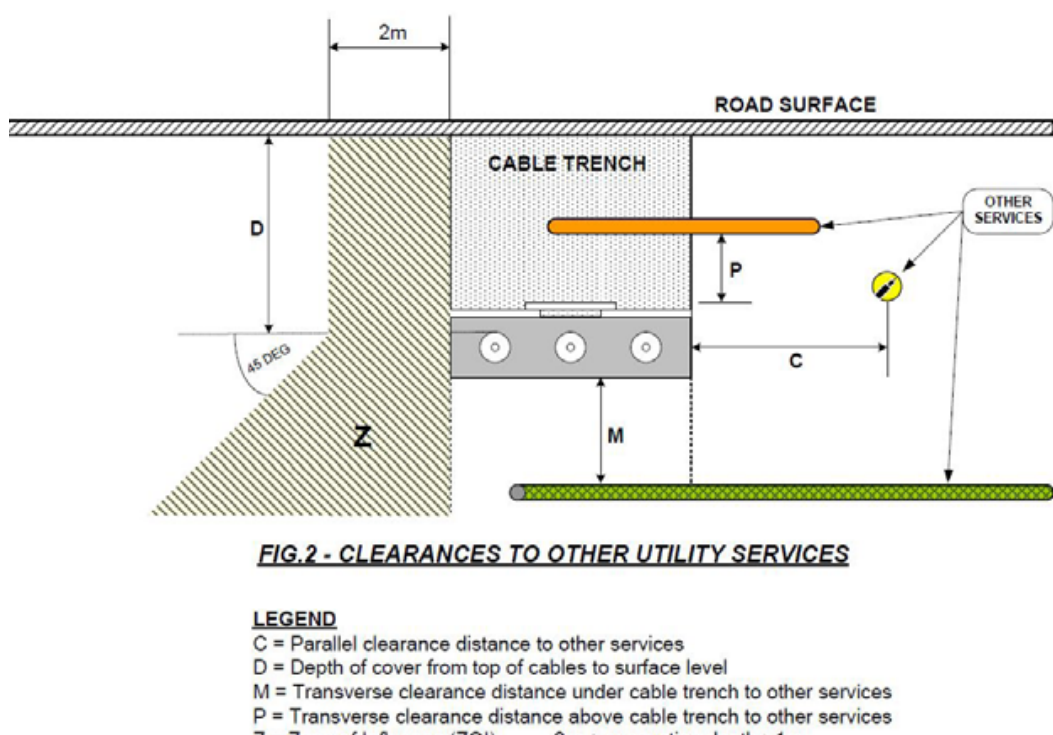 2m
ROAD SURFACE
CABLE TRENCH
OTHER
SERVICES
D
P
45 DEG
C
Z
M
FIG.2 - CLEARANCES TO OTHER UTILITY SERVICES
LEGEND
C = Parallel clearance distance to other services
D = Depth of cover from top of cables to surface level
M = Transverse clearance distance under cable trench to other services
P = Transverse clearance distance above cable trench to other services